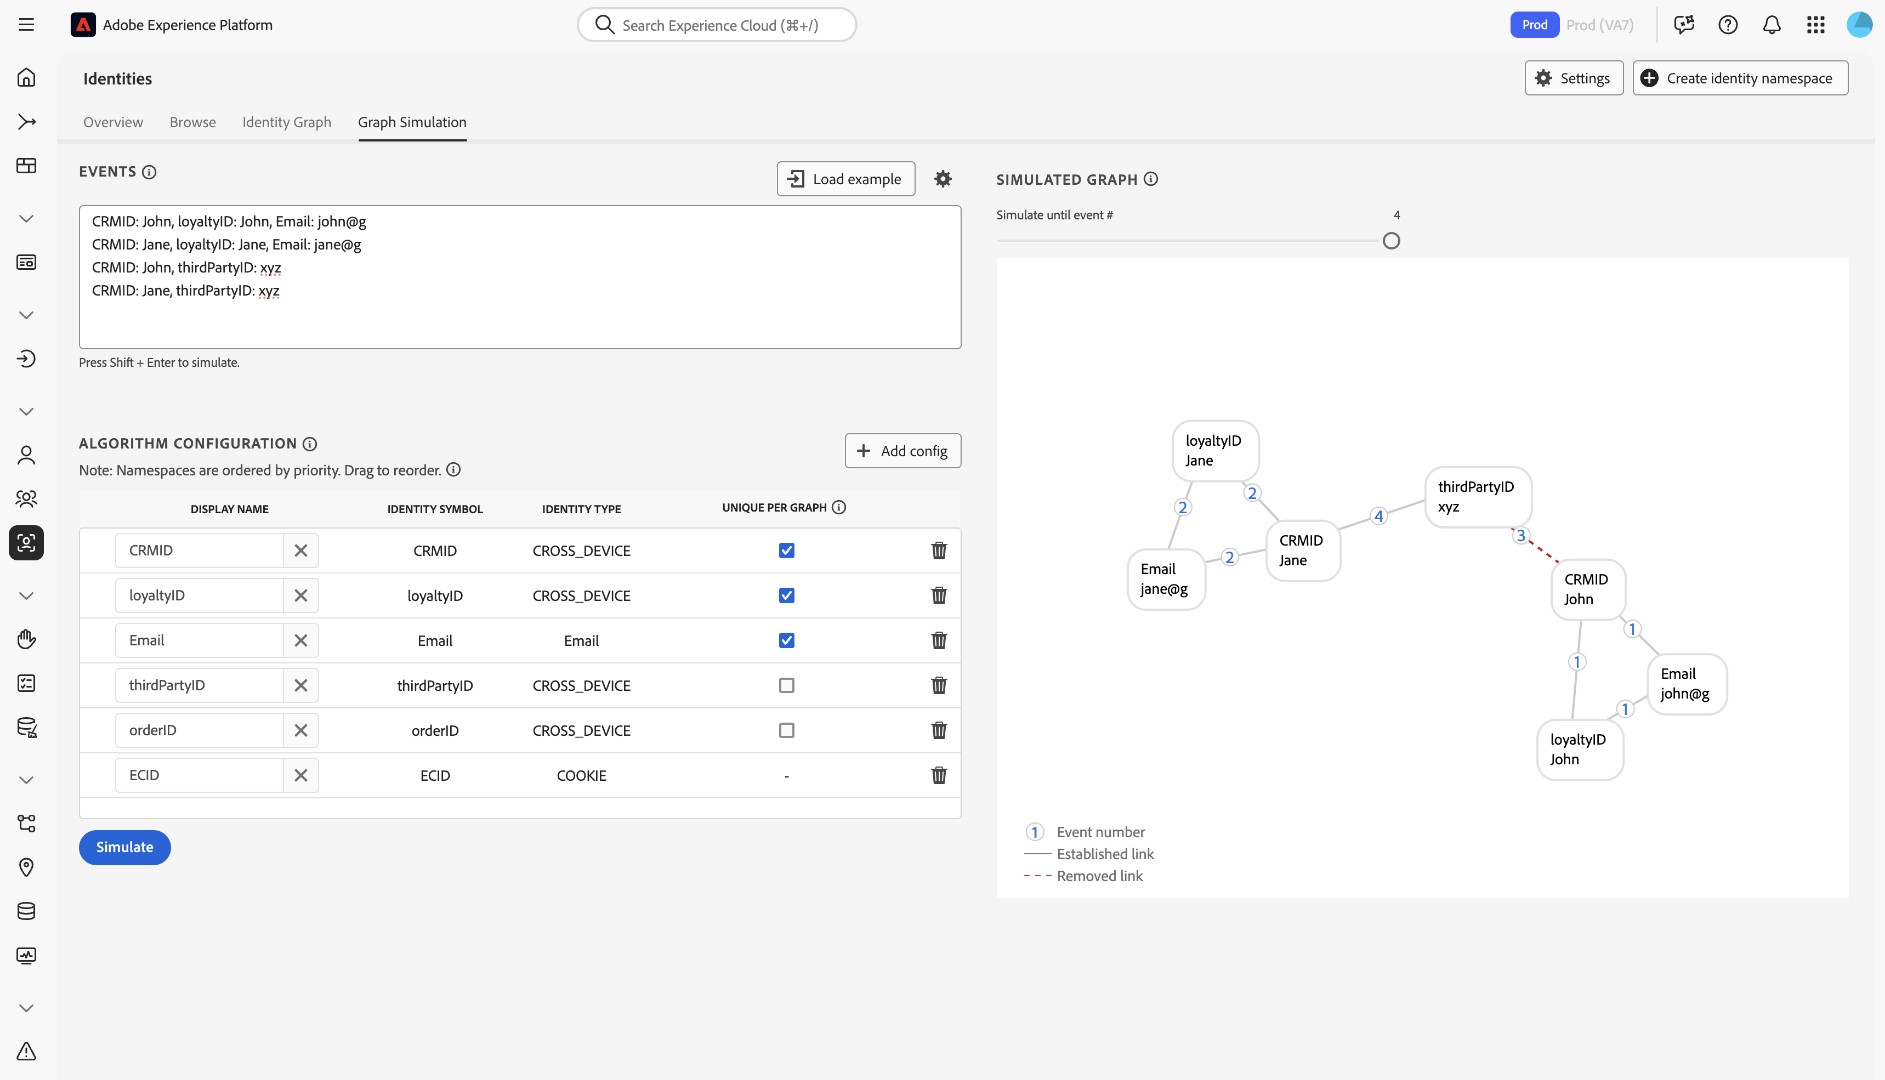 Adobe Experience Platform
Search Experience Cloud (⌘+/)
Prod
Prod (VA7)
Identities
Settings
Create identity namespace
Overview
Browse
Identity Graph
Graph Simulation
EVENTS
Load example
CRMID: John, loyaltyID: John, Email: john@g
CRMID: Jane, loyaltyID: Jane, Email: jane@g
CRMID: John, thirdPartyID: xyz
CRMID: Jane, thirdPartyID: xyz
Press Shift + Enter to simulate.
ALGORITHM CONFIGURATION
Note: Namespaces are ordered by priority. Drag to reorder.
Add config
DISPLAY NAME IDENTITY SYMBOL IDENTITY TYPE UNIQUE PER GRAPH
CRMID CRMID CROSS_DEVICE
loyaltyID loyaltyID CROSS_DEVICE
Email Email Email
thirdPartyID thirdPartyID CROSS_DEVICE
orderID orderID CROSS_DEVICE
ECID ECID COOKIE -
Simulate
SIMULATED GRAPH
Simulate until event #
4
loyaltyID
Jane
2
2
Email
jane@g
2
CRMID
Jane
4
thirdPartyID
xyz
3
CRMID
John
1
1
Email
john@g
1
loyaltyID
John
1 Event number
Established link
Removed link